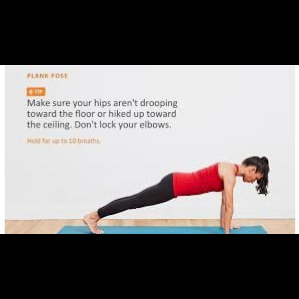 PLANK POSE
TIP
Make sure your hips aren't drooping
toward the floor or hiked up toward
the ceiling. Don't lock your elbows.
Hold for up to 10 breaths.